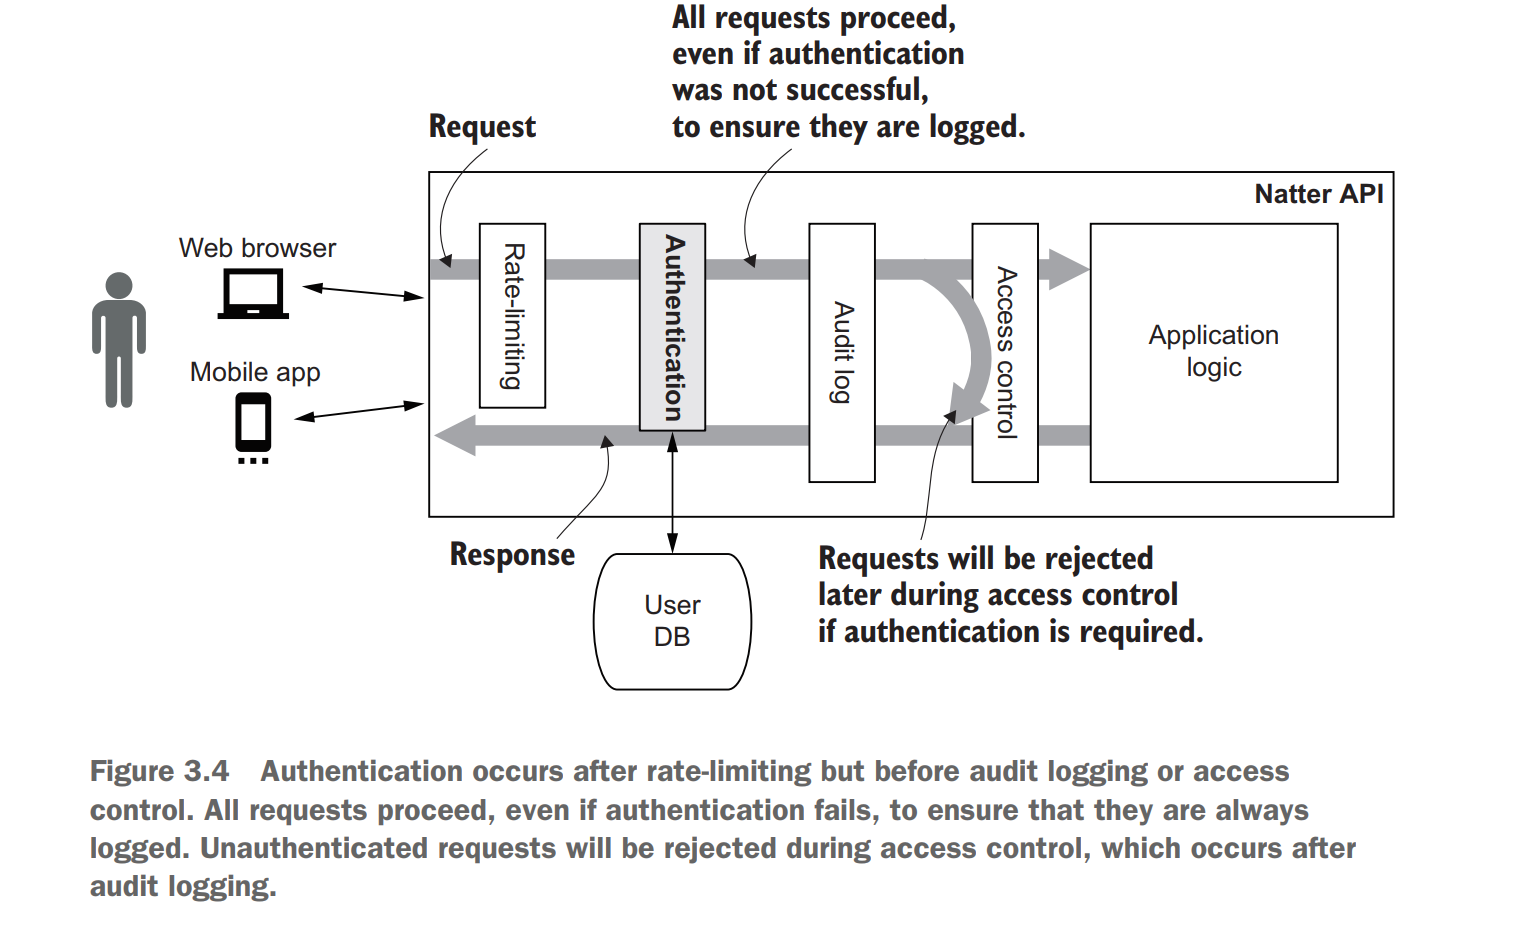 All requests proceed,
even if authentication
was not successful,
to ensure they are logged.
Request
Natter API
Web browser
Mobile app
Rate-limiting
Authentication
Audit log
Access control
Application
logic
Response
User
DB
Requests will be rejected
later during access control
if authentication is required.
Figure 3.4 Authentication occurs after rate-limiting but before audit logging or access
control. All requests proceed, even if authentication fails, to ensure that they are always
logged. Unauthenticated requests will be rejected during access control, which occurs after
audit logging.